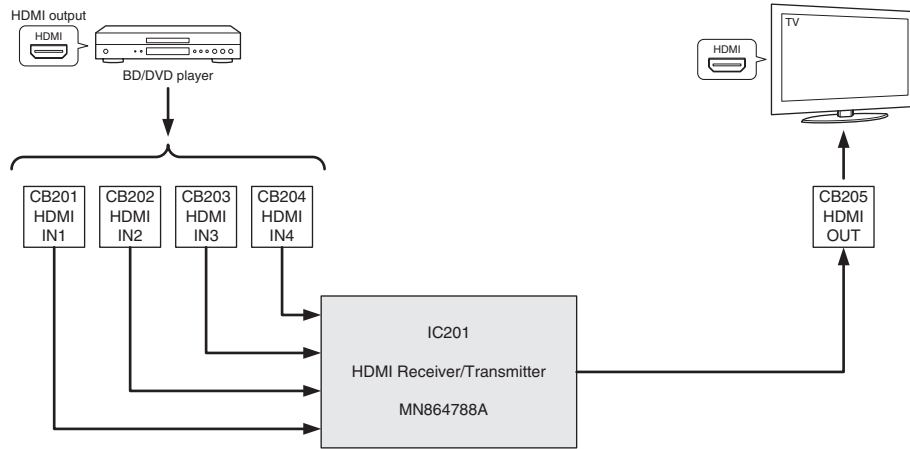 HDMI output
HDMI
BD/DVD player
HDMI
TV
CB201
HDMI
IN1
CB202
HDMI
IN2
CB203
HDMI
IN3
CB204
HDMI
IN4
CB205
HDMI
OUT
IC201
HDMI Receiver/Transmitter
MN864788A